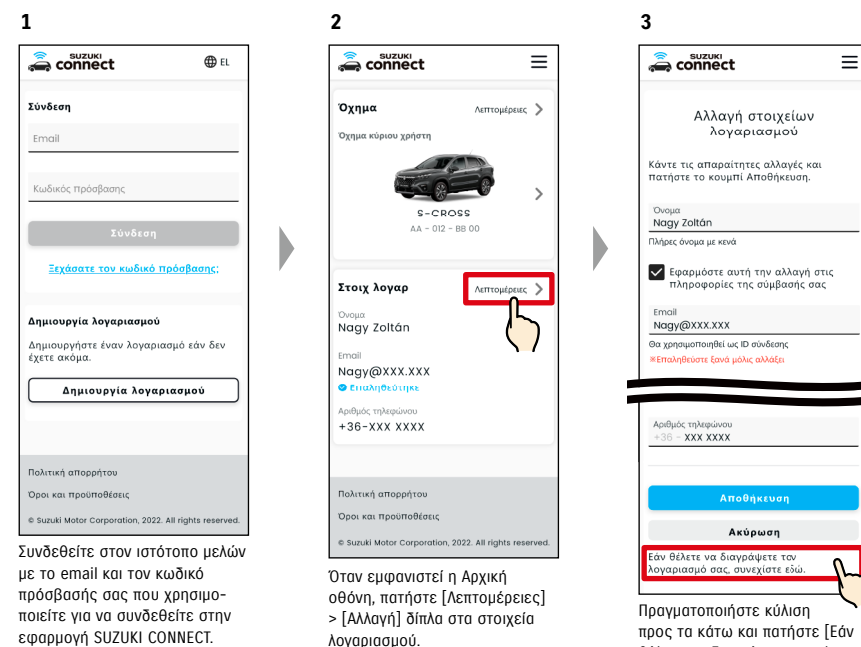 1
SUZUKI
connect
EL
Σύνδεση
Email
Κωδικός πρόσβασης
Σύνδεση
Ξεχάσατε τον κωδικό πρόσβασης;
Δημιουργία λογαριασμού
Δημιουργήστε έναν λογαριασμό εάν δεν
έχετε ακόμα.
Δημιουργία λογαριασμού
Πολιτική απορρήτου
Όροι και προϋποθέσεις
© Suzuki Motor Corporation, 2022. All rights reserved.
Συνδεθείτε στον ιστότοπο μελών
με το email και τον κωδικό
πρόσβασής σας που χρησιμο-
ποιείτε για να συνδεθείτε στην
εφαρμογή SUZUKI CONNECT.
2
SUZUKI
connect
Όχημα
Λεπτομέρειες
Όχημα κύριου χρήστη
S-CROSS
AA - 012 - BB 00
Στοιχ λογαρ
Λεπτομέρειες
Όνομα
Nagy Zoltán
Email
Nagy@XXX.XXX
Επαληθεύτηκε
Αριθμός τηλεφώνου
+36-XXX XXXX
Πολιτική απορρήτου
Όροι και προϋποθέσεις
© Suzuki Motor Corporation, 2022. All rights reserved.
Όταν εμφανιστεί η Αρχική
οθόνη, πατήστε [Λεπτομέρειες]
> [Αλλαγή] δίπλα στα στοιχεία
λογαριασμού.
3
SUZUKI
connect
Αλλαγή στοιχείων
λογαριασμού
Κάντε τις απαραίτητες αλλαγές και
πατήστε το κουμπί Αποθήκευση.
Όνομα
Nagy Zoltán
Πλήρες όνομα με κενά
Εφαρμόστε αυτή την αλλαγή στις
πληροφορίες της σύμβασής σας
Email
Nagy@XXX.XXX
Θα χρησιμοποιηθεί ως ID σύνδεσης
※Επαληθεύστε ξανά μόλις αλλάξει
Αριθμός τηλεφώνου
+36 - XXX XXXX
Αποθήκευση
Ακύρωση
Εάν θέλετε να διαγράψετε τον
λογαριασμό σας, συνεχίστε εδώ.
Πραγματοποιήστε κύλιση
προς τα κάτω και πατήστε [Εάν